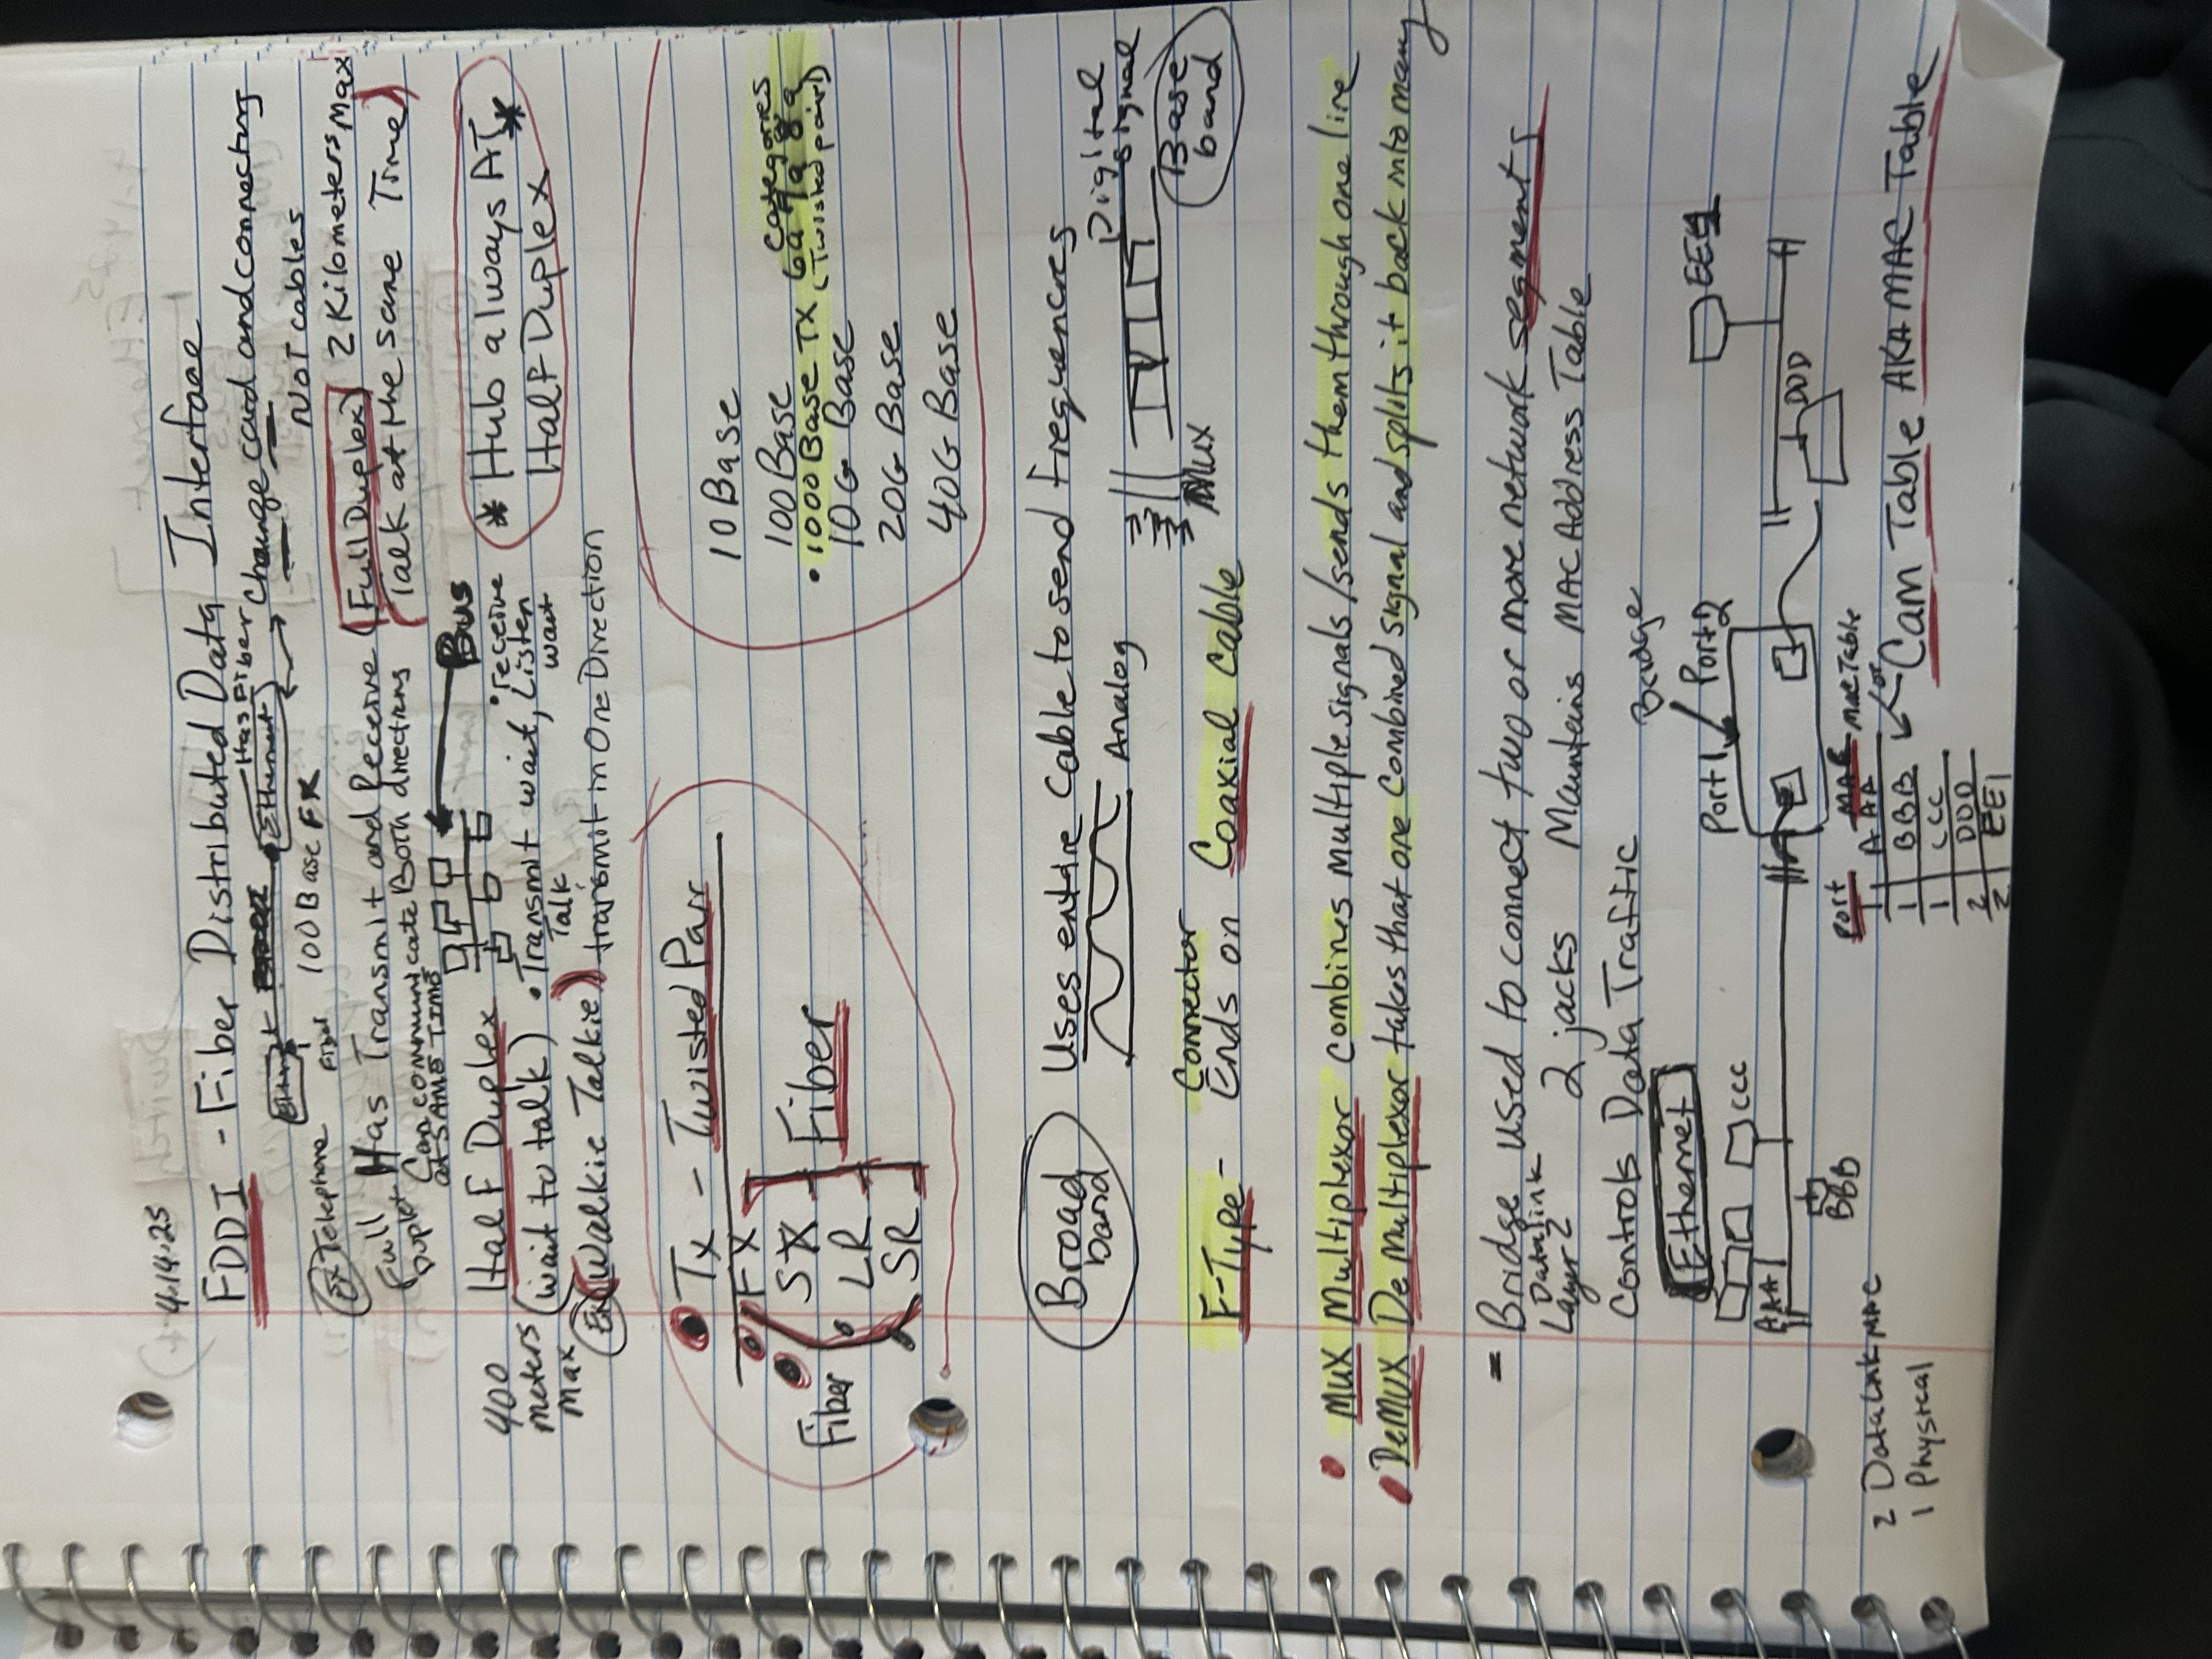 4.14.25
FDDI - Fiber Distributed Data Interface
Has Fiber
Ethernet
Change card and connecting
Not cables
Ex Telephone
Fiber
100 Base FX
Full Duplex
Has Transmit and Receive (Full Duplex) 2 Kilometers Max
Can communicate Both directions
at SAME TIME
(Talk at the same Time)
Bus
400 meters Max
Half Duplex
(wait to talk)
• Transmit wait, Listen
Talk
• receive
wait
* Hub always AT *
Half Duplex
Ex (Walkie Talkie)
transmit in One Direction
• Tx - Twisted Pair
• FX
• SX
• LR
SR
Fiber
Fiber
10 Base
100 Base
• 1000 Base TX
categories
6a 7a 8a
(Twisted pair)
10G Base
20G Base
40G Base
Broad band
Uses entire Cable to send frequencies
Analog
Digital signal
Mux
Base band
F-Type - Connector
Ends on Coaxial Cable
• MUX Multiplexor combines multiple signals / sends them through one line
• DeMUX DeMultiplexor takes that one combined signal and splits it back into many
- Bridge used to connect two or more network segments
Datalink
Layer 2
2 jacks
Maintains MAC Address Table
Controls Data Traffic
Ethernet
Bridge
Port 1
Port 2
EE1
CCC
AAA
BBB
DDD
2 Datalink MAC
1 Physical
Port MAC
1 AAA
1 BBB
1 CCC
2 DDD
2 EE1
Mac Table
or
Cam Table AKA MAC Table